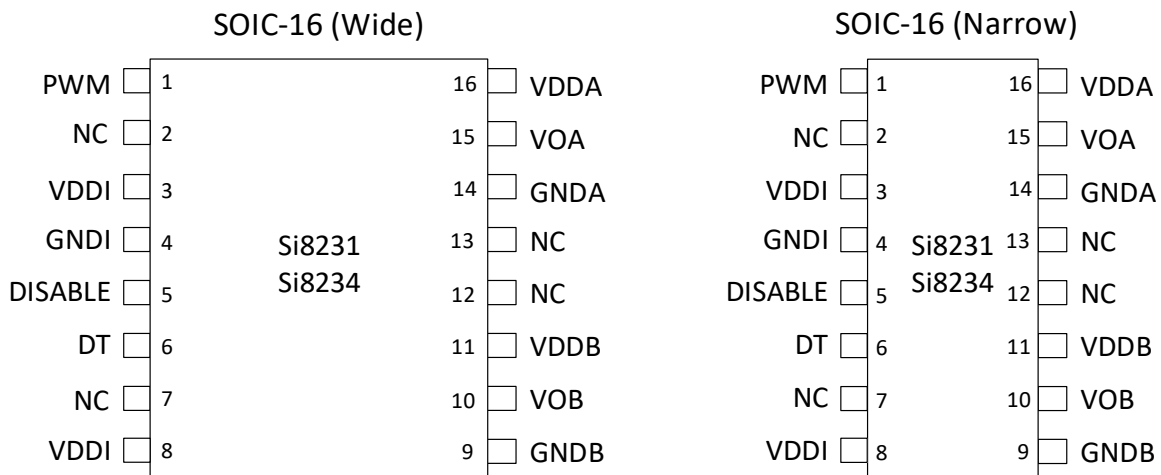 SOIC-16 (Wide)
SOIC-16 (Narrow)
PWM 1 16 VDDA
NC 2 15 VOA
VDDI 3 14 GNDA
GNDI 4 13 NC
Si8231
Si8234
DISABLE 5 12 NC
DT 6 11 VDDB
NC 7 10 VOB
VDDI 8 9 GNDB
PWM 1 16 VDDA
NC 2 15 VOA
VDDI 3 14 GNDA
GNDI 4 13 NC
Si8231
Si8234
DISABLE 5 12 NC
DT 6 11 VDDB
NC 7 10 VOB
VDDI 8 9 GNDB